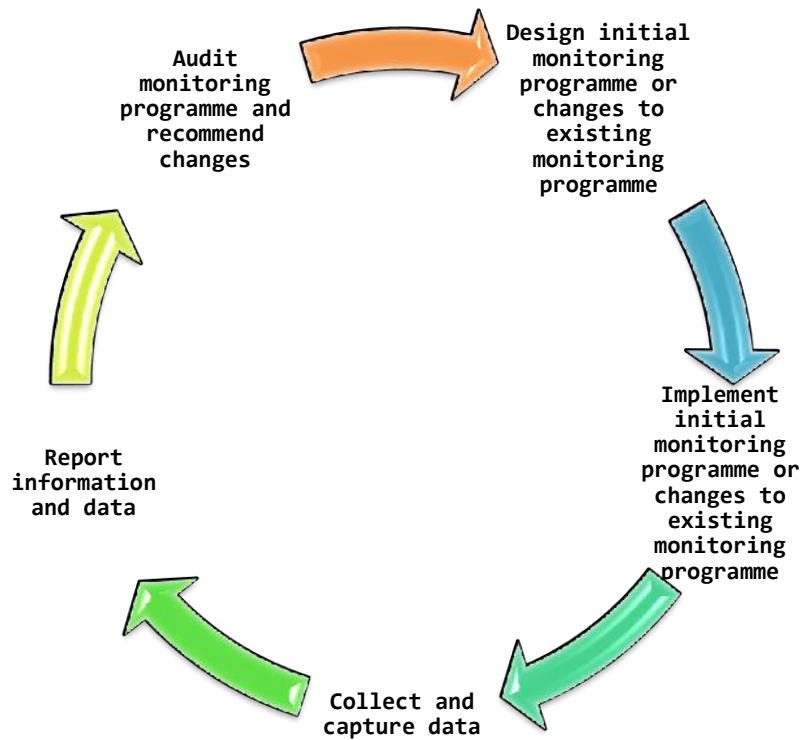 Audit
monitoring
programme and
recommend
changes
Design initial
monitoring
programme or
changes to
existing
monitoring
programme
Implement
initial
monitoring
programme or
changes to
existing
monitoring
programme
Collect and
capture data
Report
information
and data